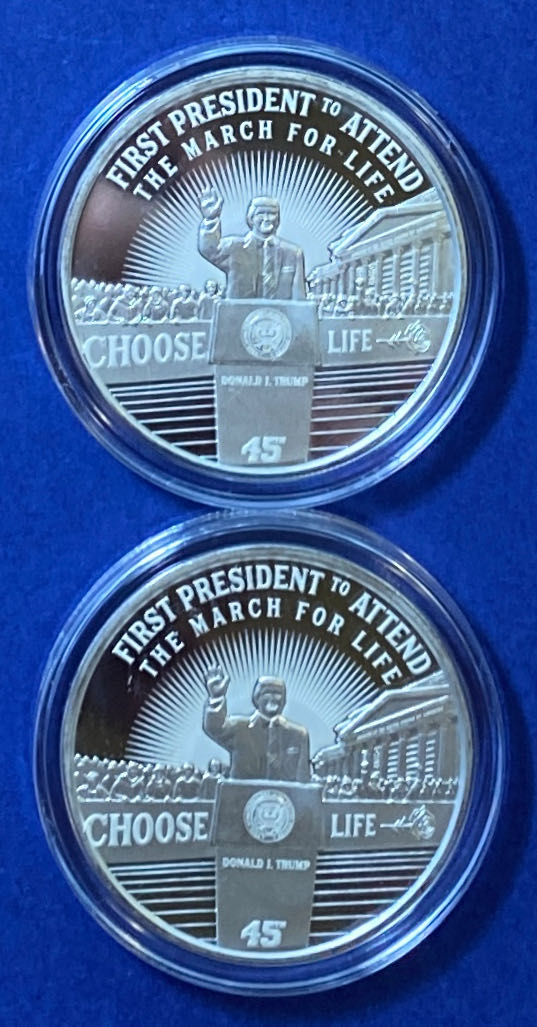 FIRST PRESIDENT TO ATTEND
THE MARCH FOR LIFE
CHOOSE LIFE
DONALD J. TRUMP
45
FIRST PRESIDENT TO ATTEND
THE MARCH FOR LIFE
CHOOSE LIFE
DONALD J. TRUMP
45